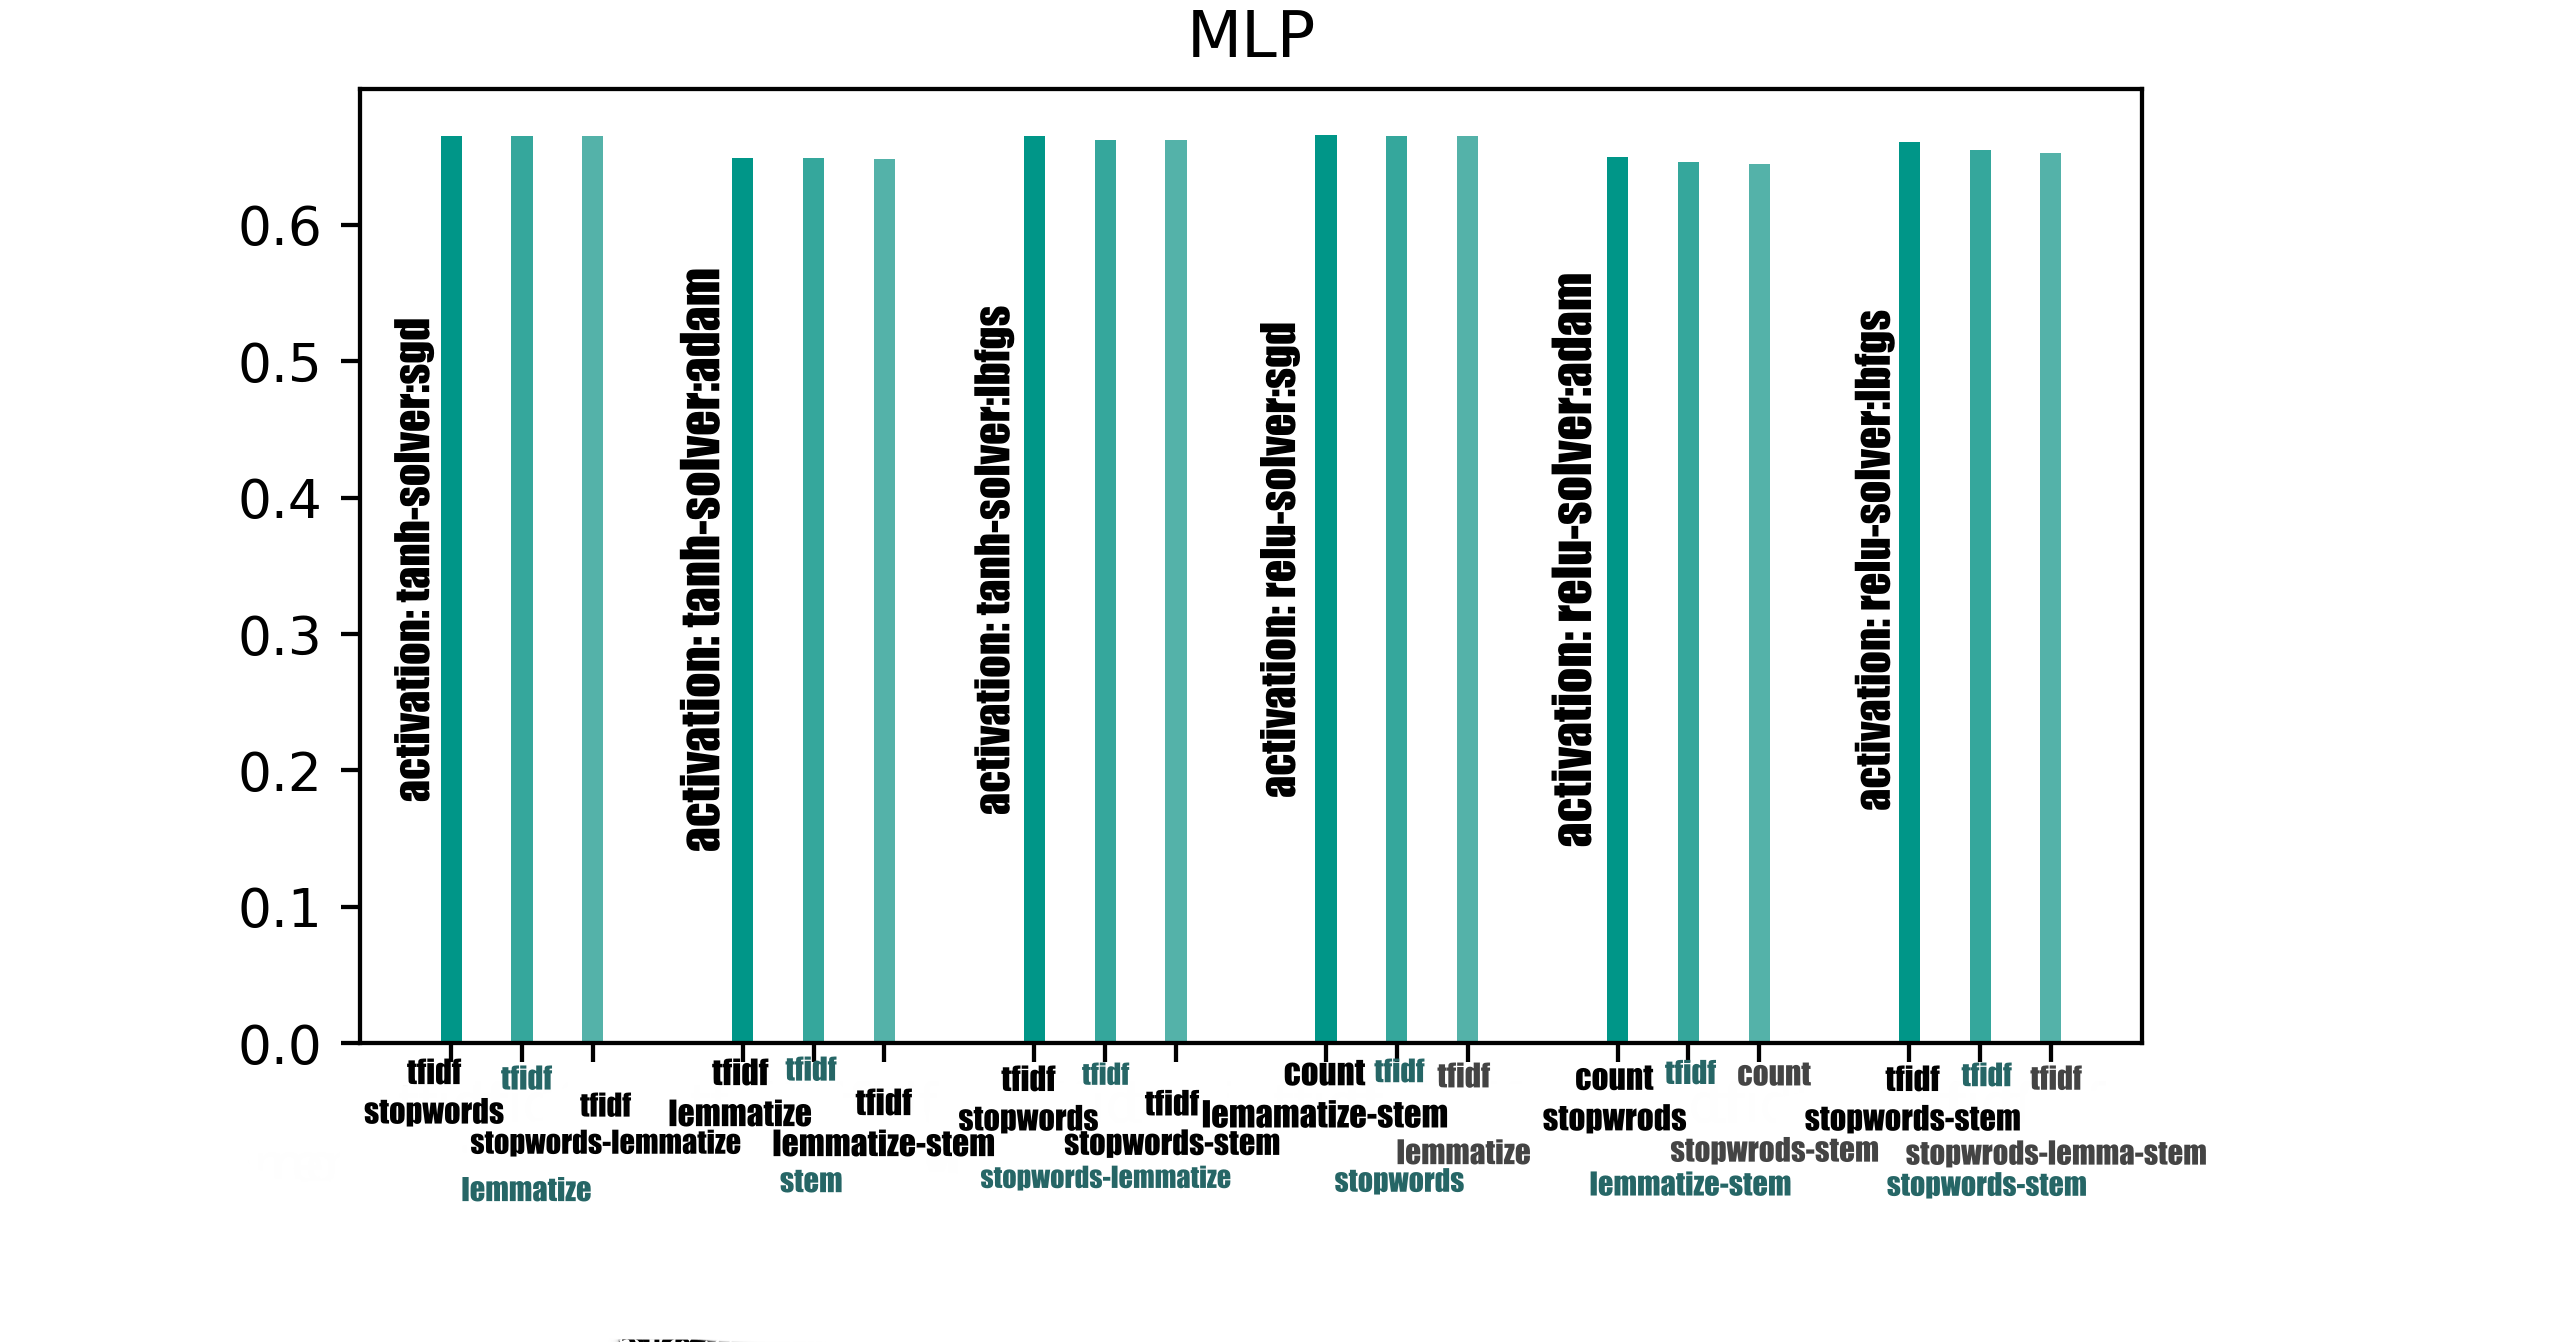 MLP
0.6
0.5
0.4
0.3
0.2
0.1
0.0
activation: tanh-solver:sgd
activation: tanh-solver:adam
activation: tanh-solver:lbfgs
activation: relu-solver:sgd
activation: relu-solver:adam
activation: relu-solver:lbfgs
tfidf
stopwords
tfidf
lemmatize
tfidf
stopwords-lemmatize
tfidf
lemmatize
tfidf
stem
tfidf
lemmatize-stem
tfidf
stopwords
tfidf
stopwords-lemmatize
tfidf
stopwords-stem
count
lemamatize-stem
tfidf
stopwords
tfidf
lemmatize
count
stopwrods
tfidf
lemmatize-stem
count
stopwrods-stem
tfidf
stopwords-stem
tfidf
stopwords-stem
tfidf
stopwrods-lemma-stem